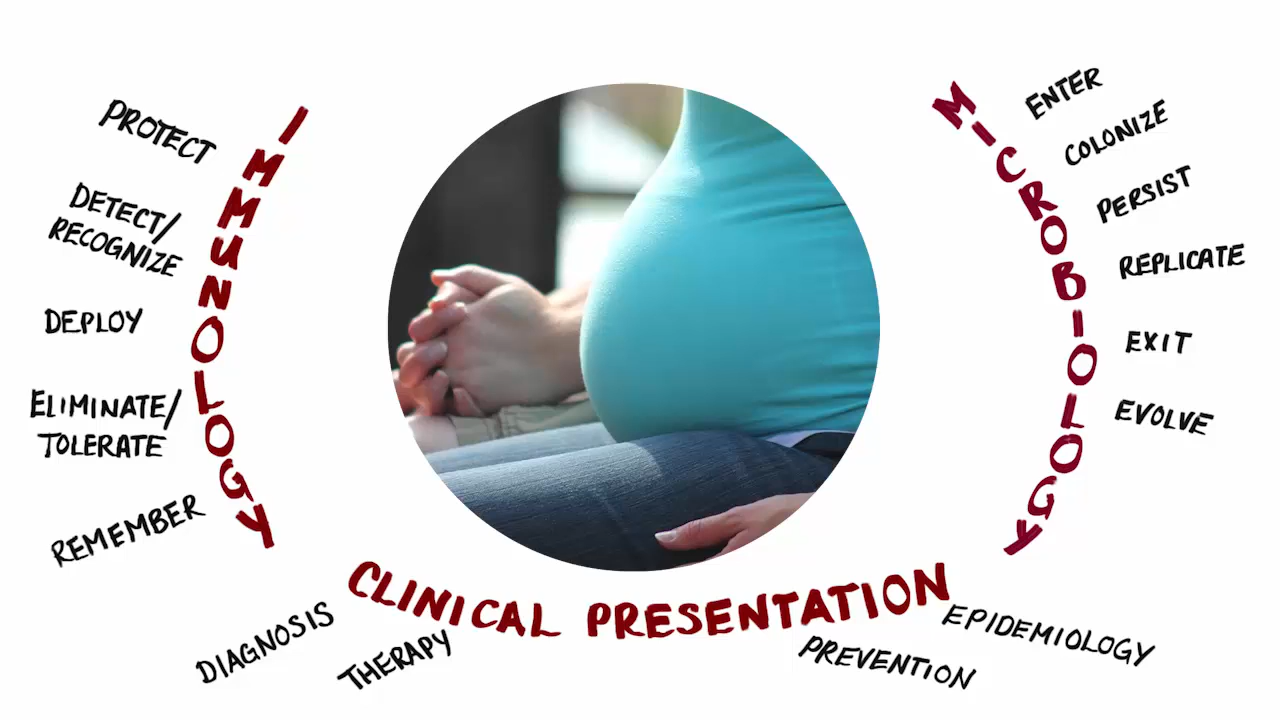 IMMUNOLOGY
PROTECT
DETECT/
RECOGNIZE
DEPLOY
ELIMINATE/
TOLERATE
REMEMBER
MICROBIOLOGY
ENTER
COLONIZE
PERSIST
REPLICATE
EXIT
EVOLVE
CLINICAL PRESENTATION
DIAGNOSIS
THERAPY
PREVENTION
EPIDEMIOLOGY